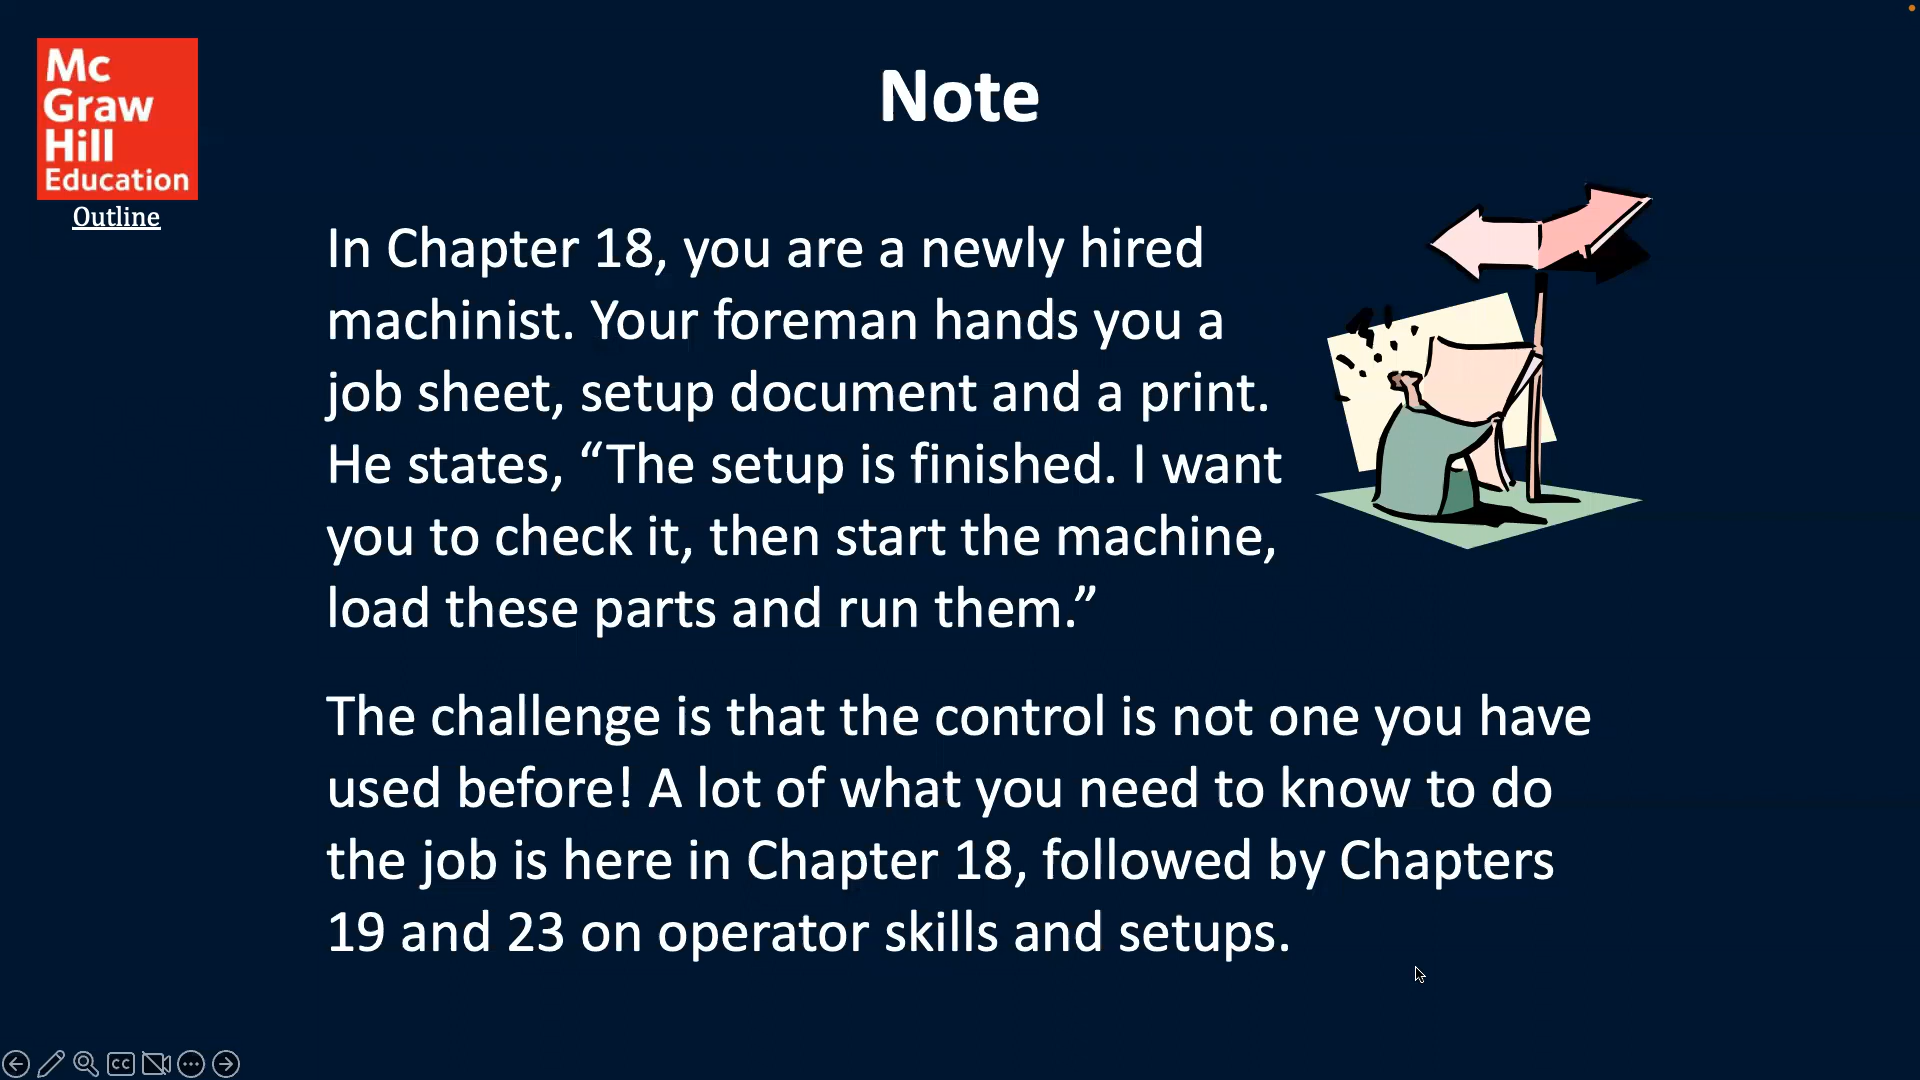 Mc
Graw
Hill
Education
Outline
Note
In Chapter 18, you are a newly hired
machinist. Your foreman hands you a
job sheet, setup document and a print.
He states, “The setup is finished. I want
you to check it, then start the machine,
load these parts and run them.”
The challenge is that the control is not one you have
used before! A lot of what you need to know to do
the job is here in Chapter 18, followed by Chapters
19 and 23 on operator skills and setups.
CC